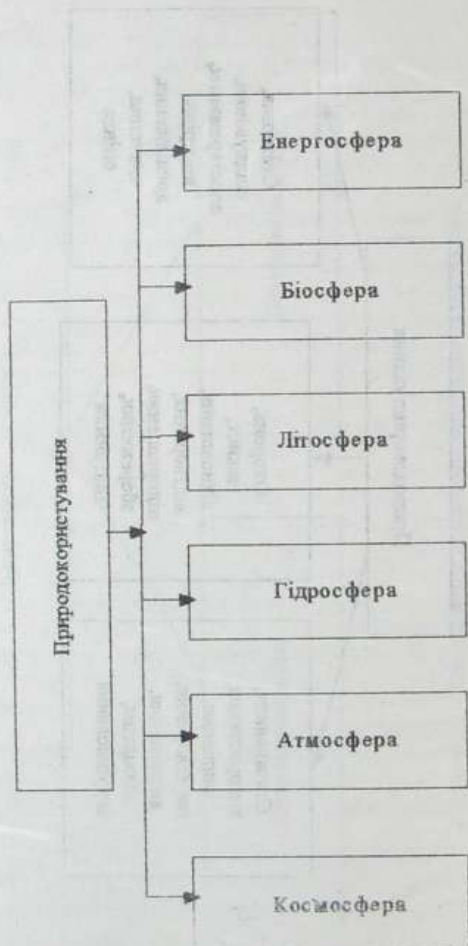 Природокористування
Енергосфера
Біосфера
Літосфера
Гідросфера
Атмосфера
Космосфера